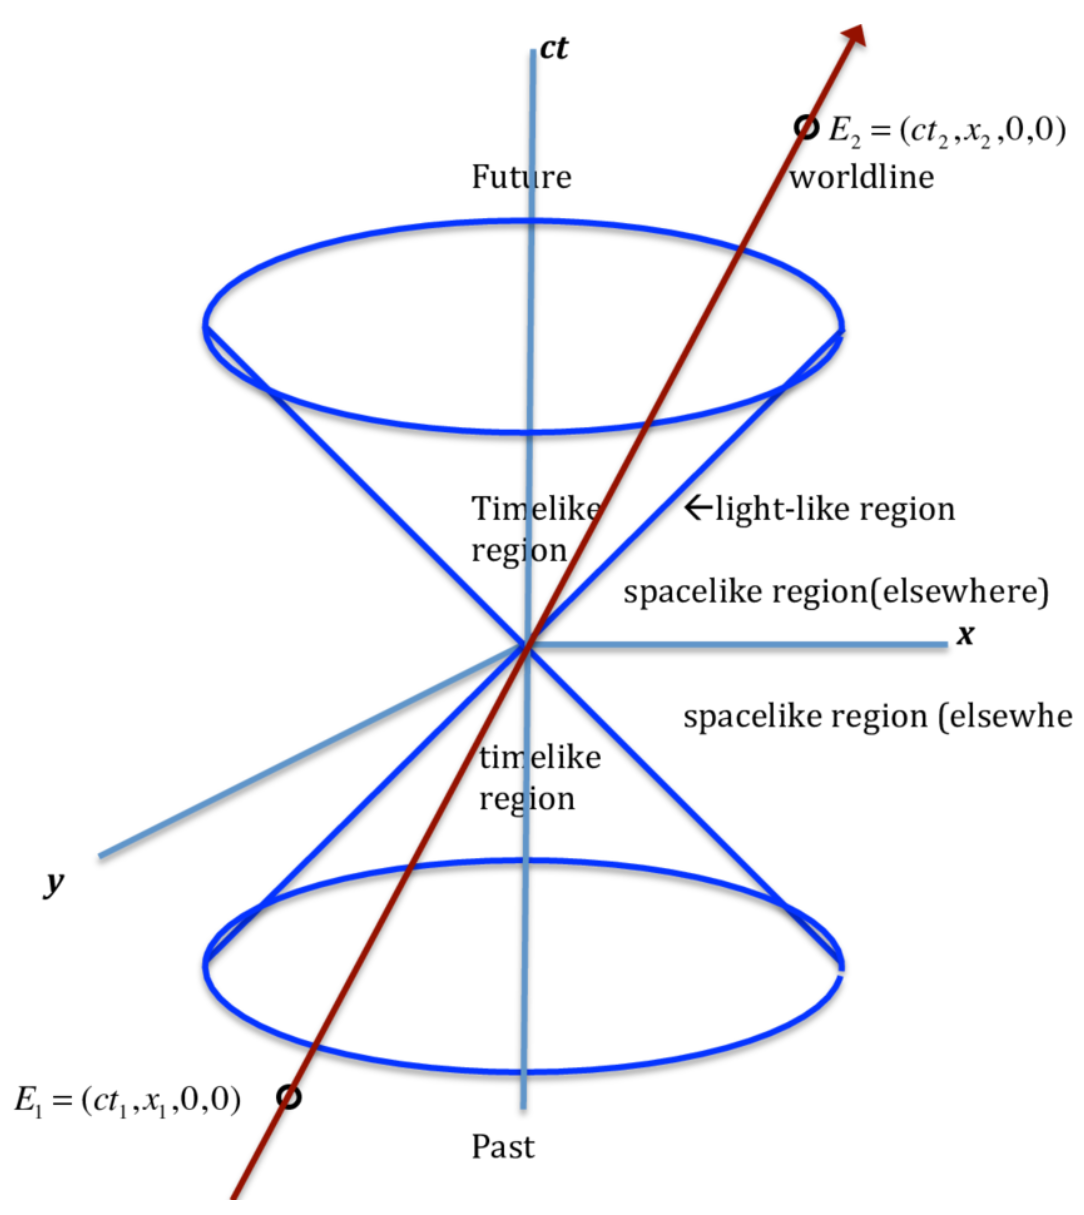 ct
E₂ = (ct₂,x₂,0,0)
Future
worldline
Timelike
region
←light-like region
spacelike region(elsewhere)
x
spacelike region (elsewhe
timelike
region
y
E₁ = (ct₁,x₁,0,0)
Past